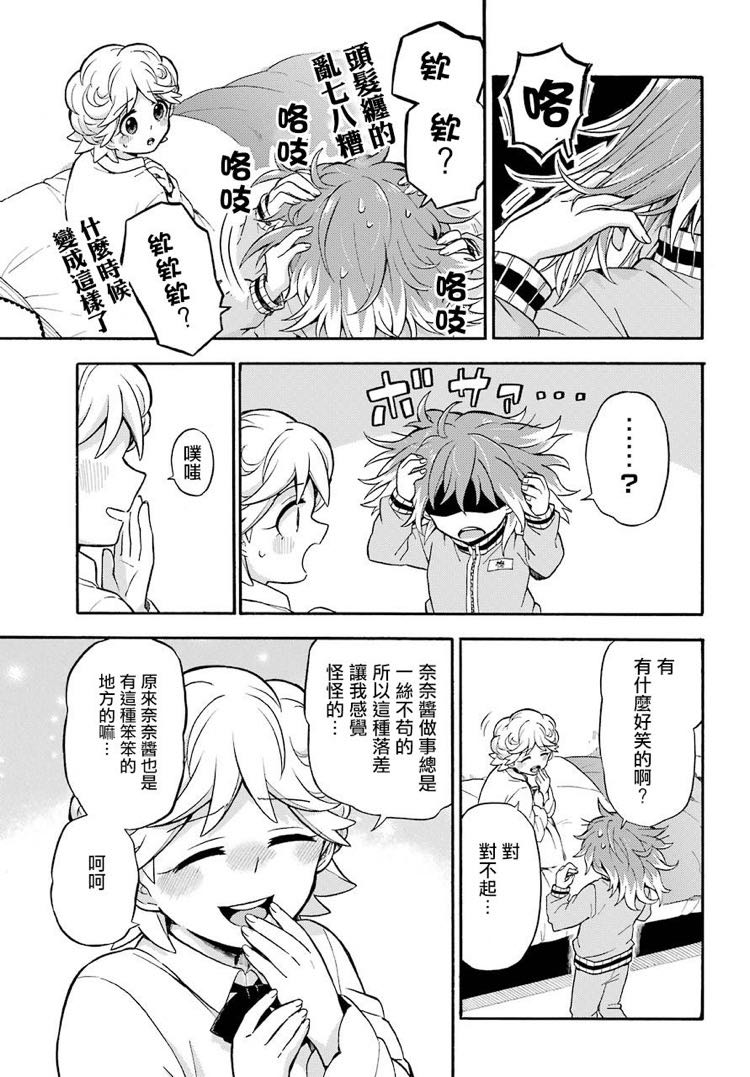 咯
欸
欸？
頭髮纏的
亂七八糟
咯吱
咯吱
咯吱
欸欸欸？
什麼時候
變成這樣了
……？
ボサァ…
噗嗤
有
有什麼好笑的啊？
對
對不起…
奈奈醬做事總是
一絲不苟的
所以這種落差
讓我感覺
怪怪的…
原來奈奈醬也是
有這種笨笨的
地方的嘛…
呵呵